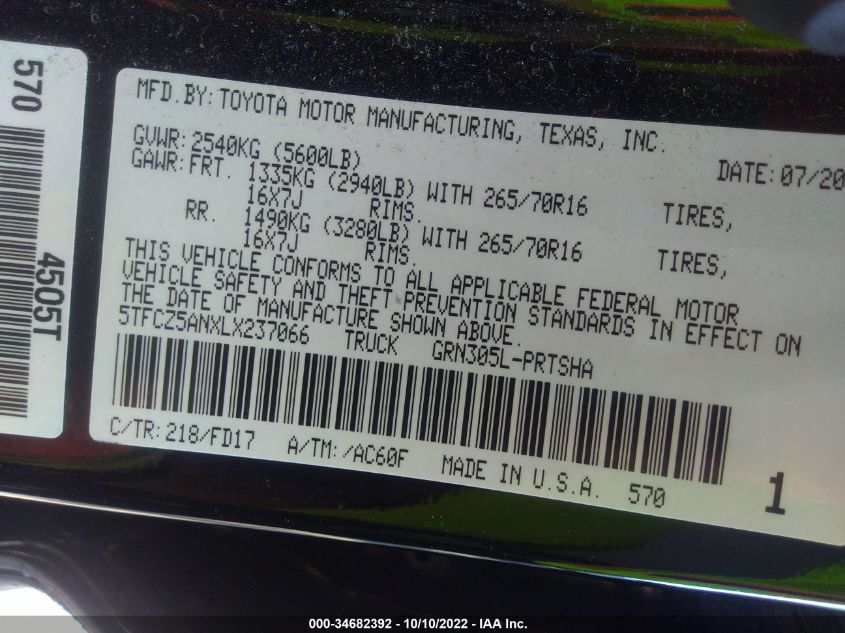 570
4505T
MFD.BY: TOYOTA MOTOR MANUFACTURING, TEXAS, INC.
GVWR: 2540KG (5600LB) DATE: 07/20
GAWR: FRT. 1335KG (2940LB) WITH 265/70R16 TIRES,
16X7J RIMS.
RR. 1490KG (3280LB) WITH 265/70R16 TIRES,
16X7J RIMS.
THIS VEHICLE CONFORMS TO ALL APPLICABLE FEDERAL MOTOR
VEHICLE SAFETY AND THEFT PREVENTION STANDARDS IN EFFECT ON
THE DATE OF MANUFACTURE SHOWN ABOVE.
5TFCZ5ANXLX237066 TRUCK GRN305L-PRTSHA
C/TR: 218/FD17 A/TM: /AC60F MADE IN U.S.A. 570
1
000-34682392 - 10/10/2022 - IAA Inc.